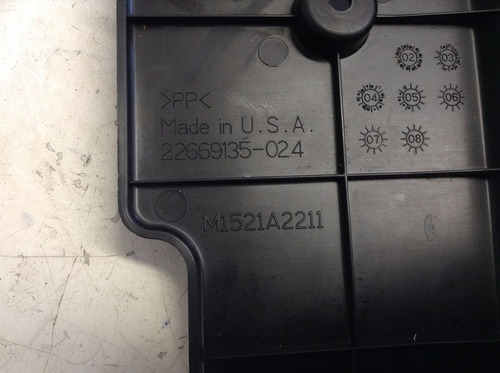 02 03
>PP<
04 05 06
Made in U.S.A.
07 08
22669135-024
M1521A2211